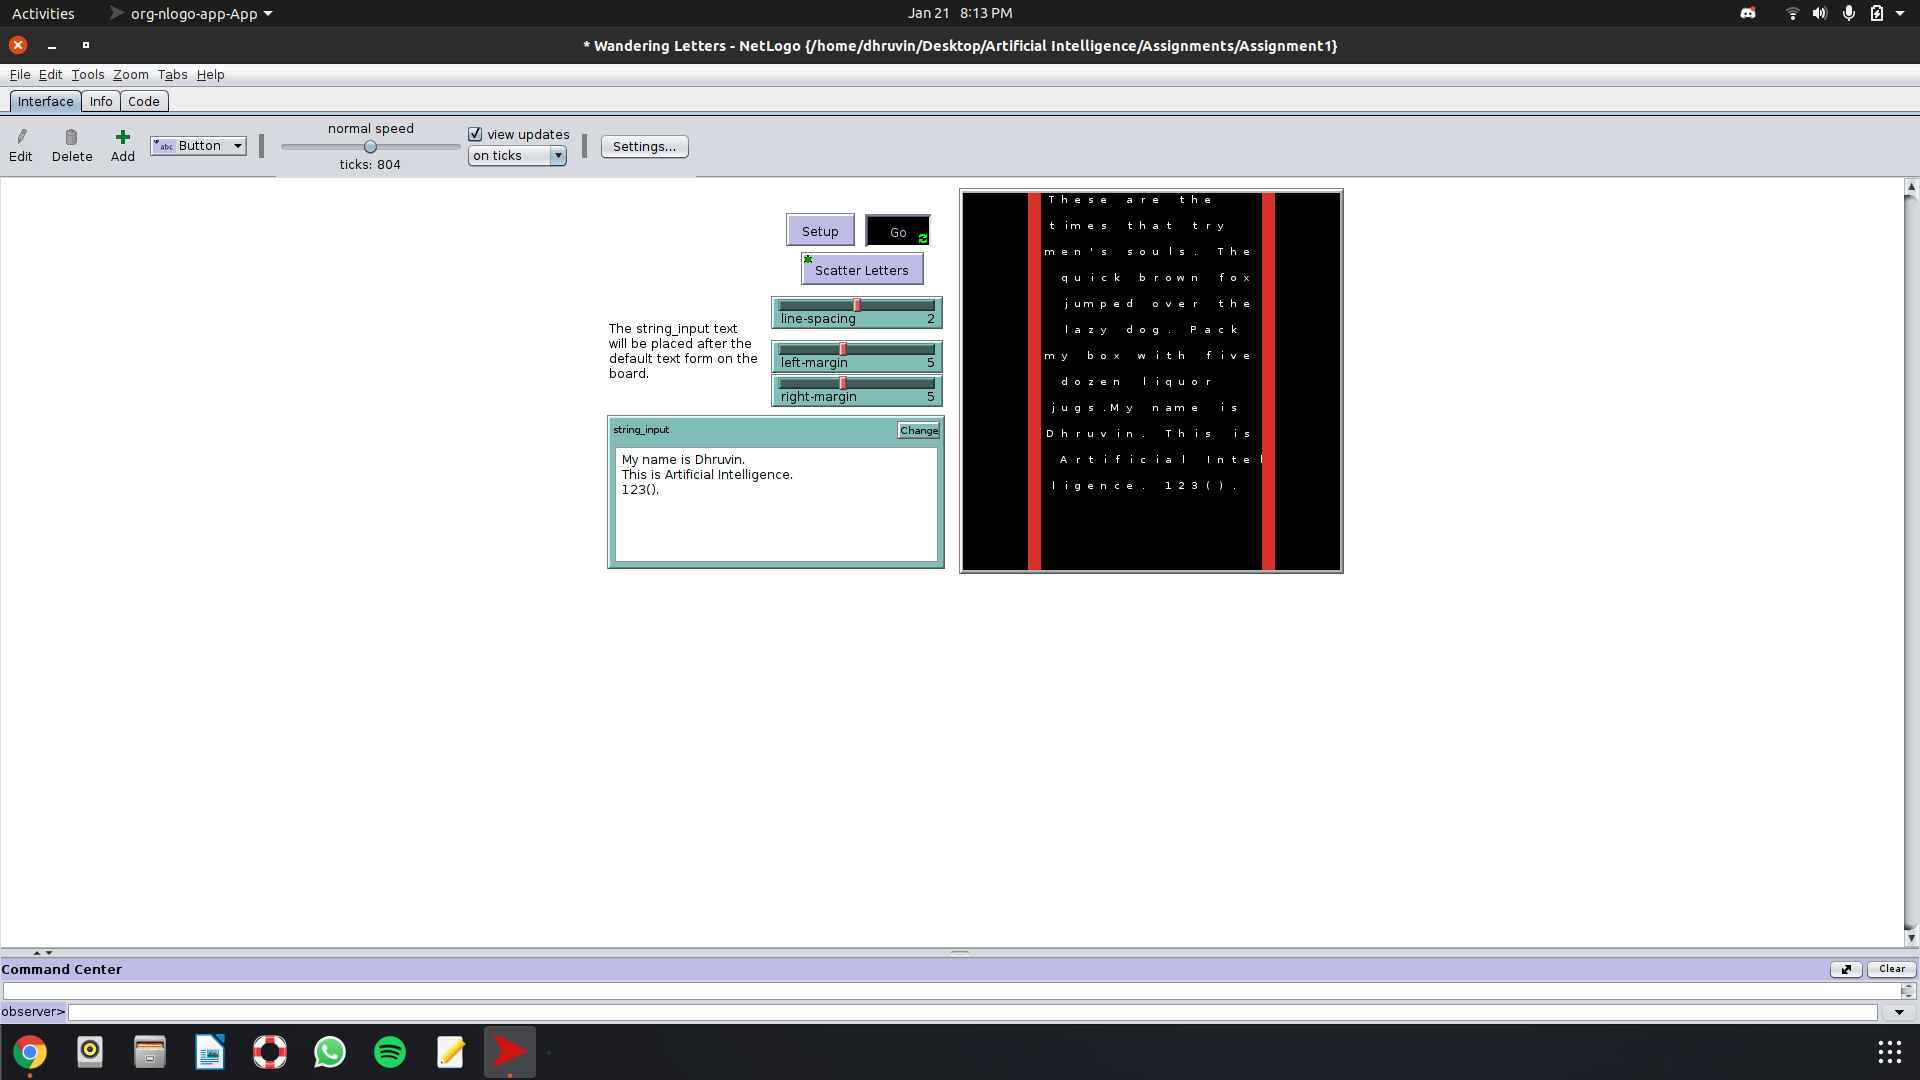 Activities
org-nlogo-app-App
Jan 21 8:13 PM
* Wandering Letters - NetLogo {/home/dhruvin/Desktop/Artificial Intelligence/Assignments/Assignment1}
File Edit Tools Zoom Tabs Help
Interface Info Code
Edit
Delete
Add
abc Button
normal speed
ticks: 804
view updates
on ticks
Settings...
Setup
Go
Scatter Letters
line-spacing 2
left-margin 5
right-margin 5
The string_input text
will be placed after the
default text form on the
board.
string_input
Change
My name is Dhruvin.
This is Artificial Intelligence.
123().
These are the
times that try
men's souls. The
quick brown fox
jumped over the
lazy dog. Pack
my box with five
dozen liquor
jugs.My name is
Dhruvin. This is
Artificial Intel
ligence. 123().
Command Center
Clear
observer>